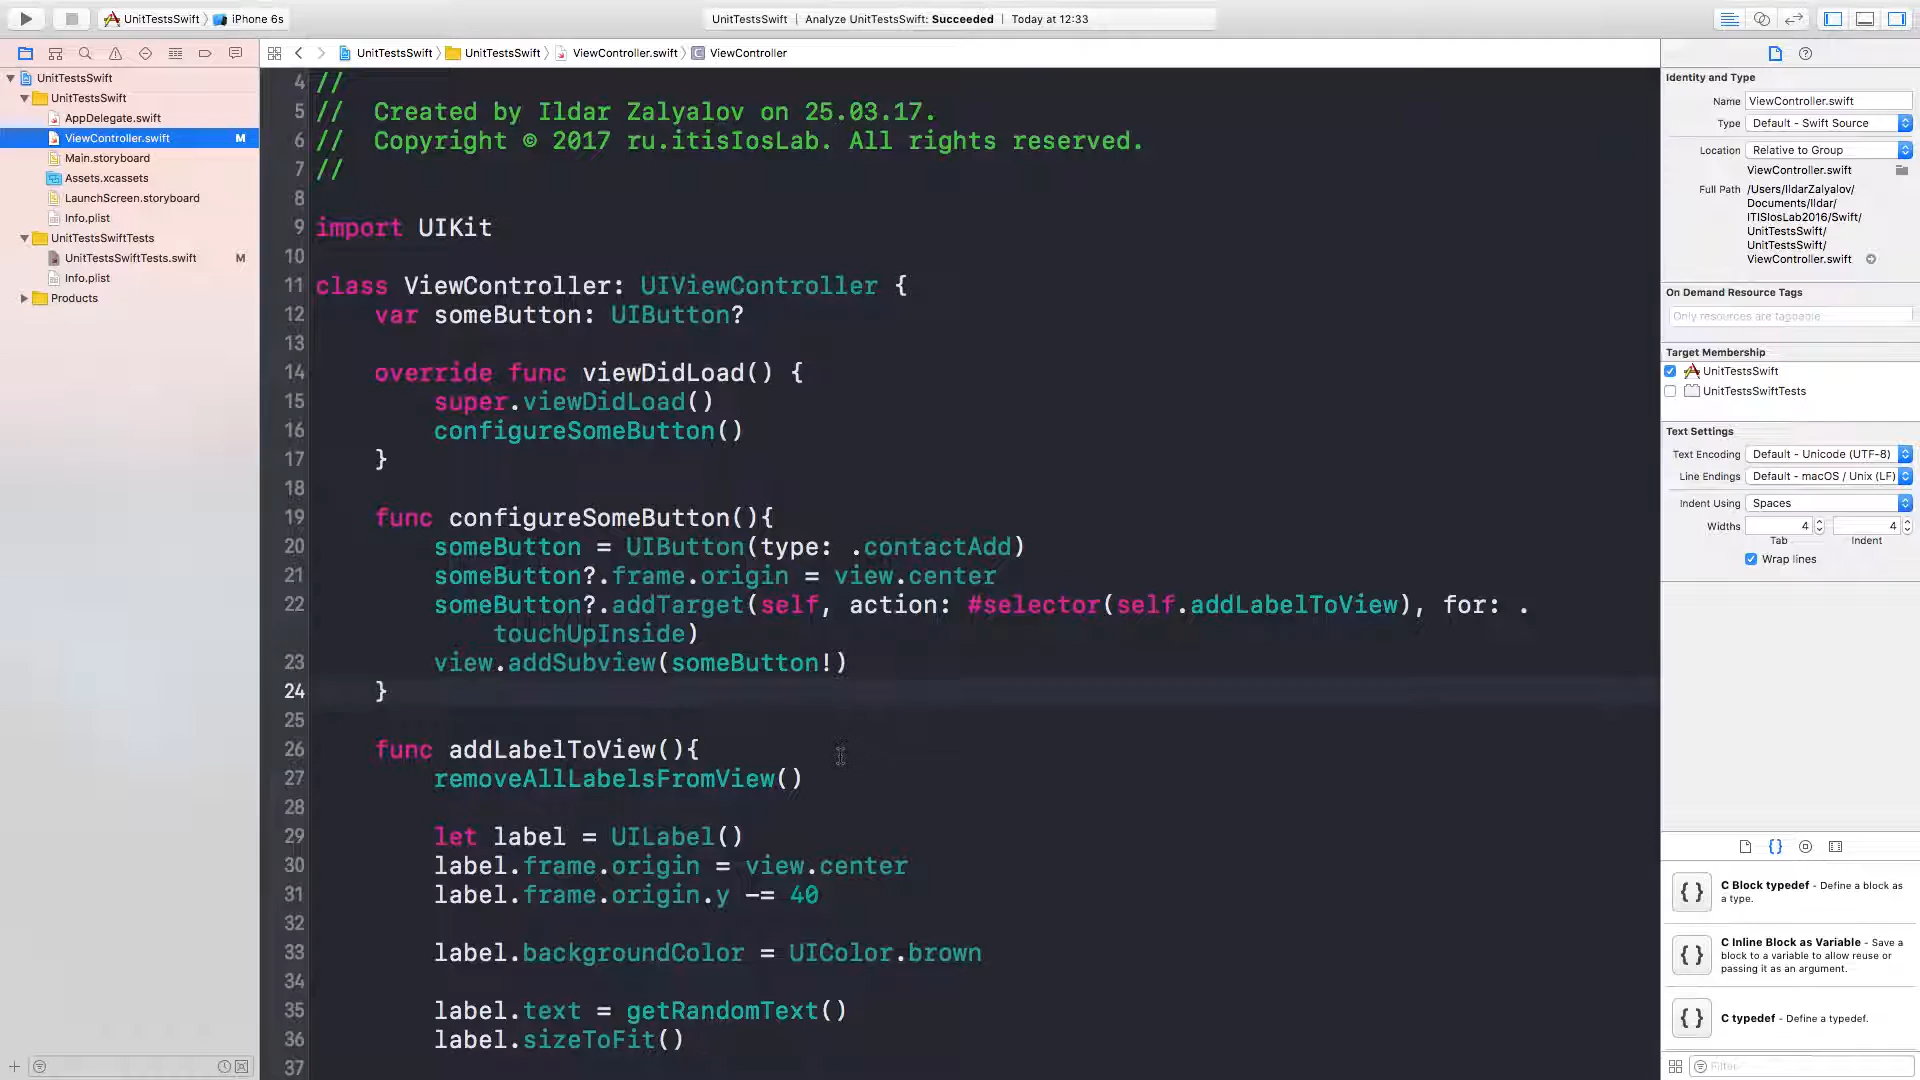 UnitTestsSwift iPhone 6s
UnitTestsSwift Analyze UnitTestsSwift: Succeeded Today at 12:33
UnitTestsSwift
UnitTestsSwift
AppDelegate.swift
ViewController.swift M
Main.storyboard
Assets.xcassets
LaunchScreen.storyboard
Info.plist
UnitTestsSwiftTests
UnitTestsSwiftTests.swift M
Info.plist
Products
UnitTestsSwift UnitTestsSwift ViewController.swift C ViewController
4 //
5 //  Created by Ildar Zalyalov on 25.03.17.
6 //  Copyright © 2017 ru.itisIosLab. All rights reserved.
7 //
8
9 import UIKit
10
11 class ViewController: UIViewController {
12     var someButton: UIButton?
13
14     override func viewDidLoad() {
15         super.viewDidLoad()
16         configureSomeButton()
17     }
18
19     func configureSomeButton(){
20         someButton = UIButton(type: .contactAdd)
21         someButton?.frame.origin = view.center
22         someButton?.addTarget(self, action: #selector(self.addLabelToView), for: .
touchUpInside)
23         view.addSubview(someButton!)
24     }
25
26     func addLabelToView(){
27         removeAllLabelsFromView()
28
29         let label = UILabel()
30         label.frame.origin = view.center
31         label.frame.origin.y -= 40
32
33         label.backgroundColor = UIColor.brown
34
35         label.text = getRandomText()
36         label.sizeToFit()
37
Identity and Type
Name ViewController.swift
Type Default - Swift Source
Location Relative to Group
ViewController.swift
Full Path /Users/IldarZalyalov/
Documents/Ildar/
ITISIosLab2016/Swift/
UnitTestsSwift/
UnitTestsSwift/
ViewController.swift
On Demand Resource Tags
Only resources are taggable
Target Membership
UnitTestsSwift
UnitTestsSwiftTests
Text Settings
Text Encoding Default - Unicode (UTF-8)
Line Endings Default - macOS / Unix (LF)
Indent Using Spaces
Widths 4 4
Tab Indent
Wrap lines
{} C Block typedef - Define a block as
a type.
{} C Inline Block as Variable - Save a
block to a variable to allow reuse or
passing it as an argument.
{} C typedef - Define a typedef.
Filter